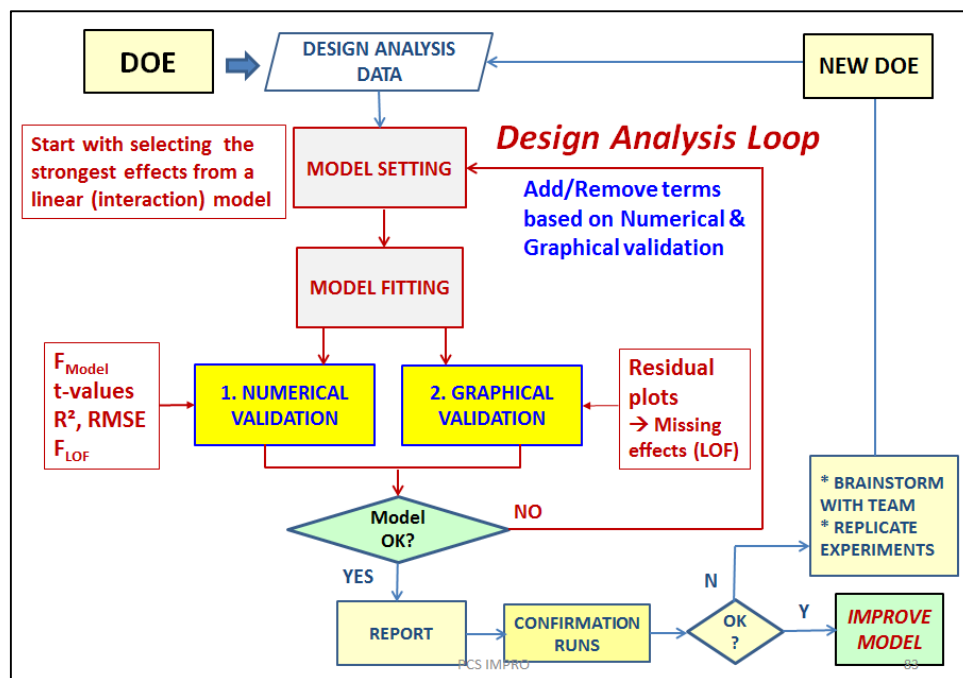 DOE
DESIGN ANALYSIS
DATA
NEW DOE
Start with selecting the
strongest effects from a
linear (interaction) model
MODEL SETTING
Design Analysis Loop
Add/Remove terms
based on Numerical &
Graphical validation
MODEL FITTING
F_Model
t-values
R², RMSE
F_LOF
1. NUMERICAL
VALIDATION
2. GRAPHICAL
VALIDATION
Residual
plots
→ Missing
effects (LOF)
Model
OK?
NO
YES
* BRAINSTORM
WITH TEAM
* REPLICATE
EXPERIMENTS
N
REPORT
CONFIRMATION
RUNS
OK
?
Y
IMPROVE
MODEL
PCS IMPRO
83